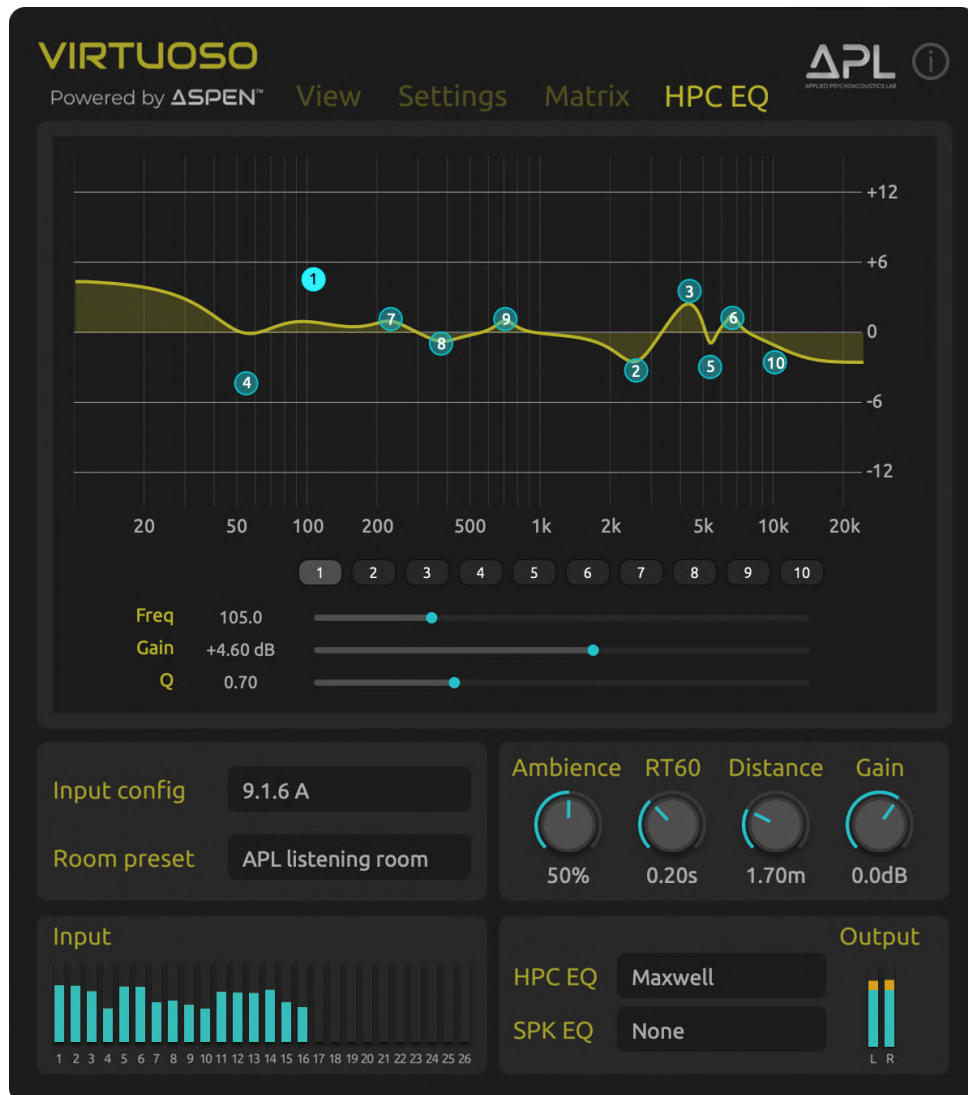 VIRTUOSO
Powered by ASPEN™ View Settings Matrix HPC EQ
APL
APPLIED PSYCHOACOUSTICS LAB
i
+12
+6
0
-6
-12
1
7
8
9
4
2
3
5
6
10
20 50 100 200 500 1k 2k 5k 10k 20k
1 2 3 4 5 6 7 8 9 10
Freq 105.0
Gain +4.60 dB
Q 0.70
Input config 9.1.6 A
Room preset APL listening room
Ambience RT60 Distance Gain
50% 0.20s 1.70m 0.0dB
Input
1 2 3 4 5 6 7 8 9 10 11 12 13 14 15 16 17 18 19 20 21 22 23 24 25 26
Output
HPC EQ Maxwell
SPK EQ None
L R